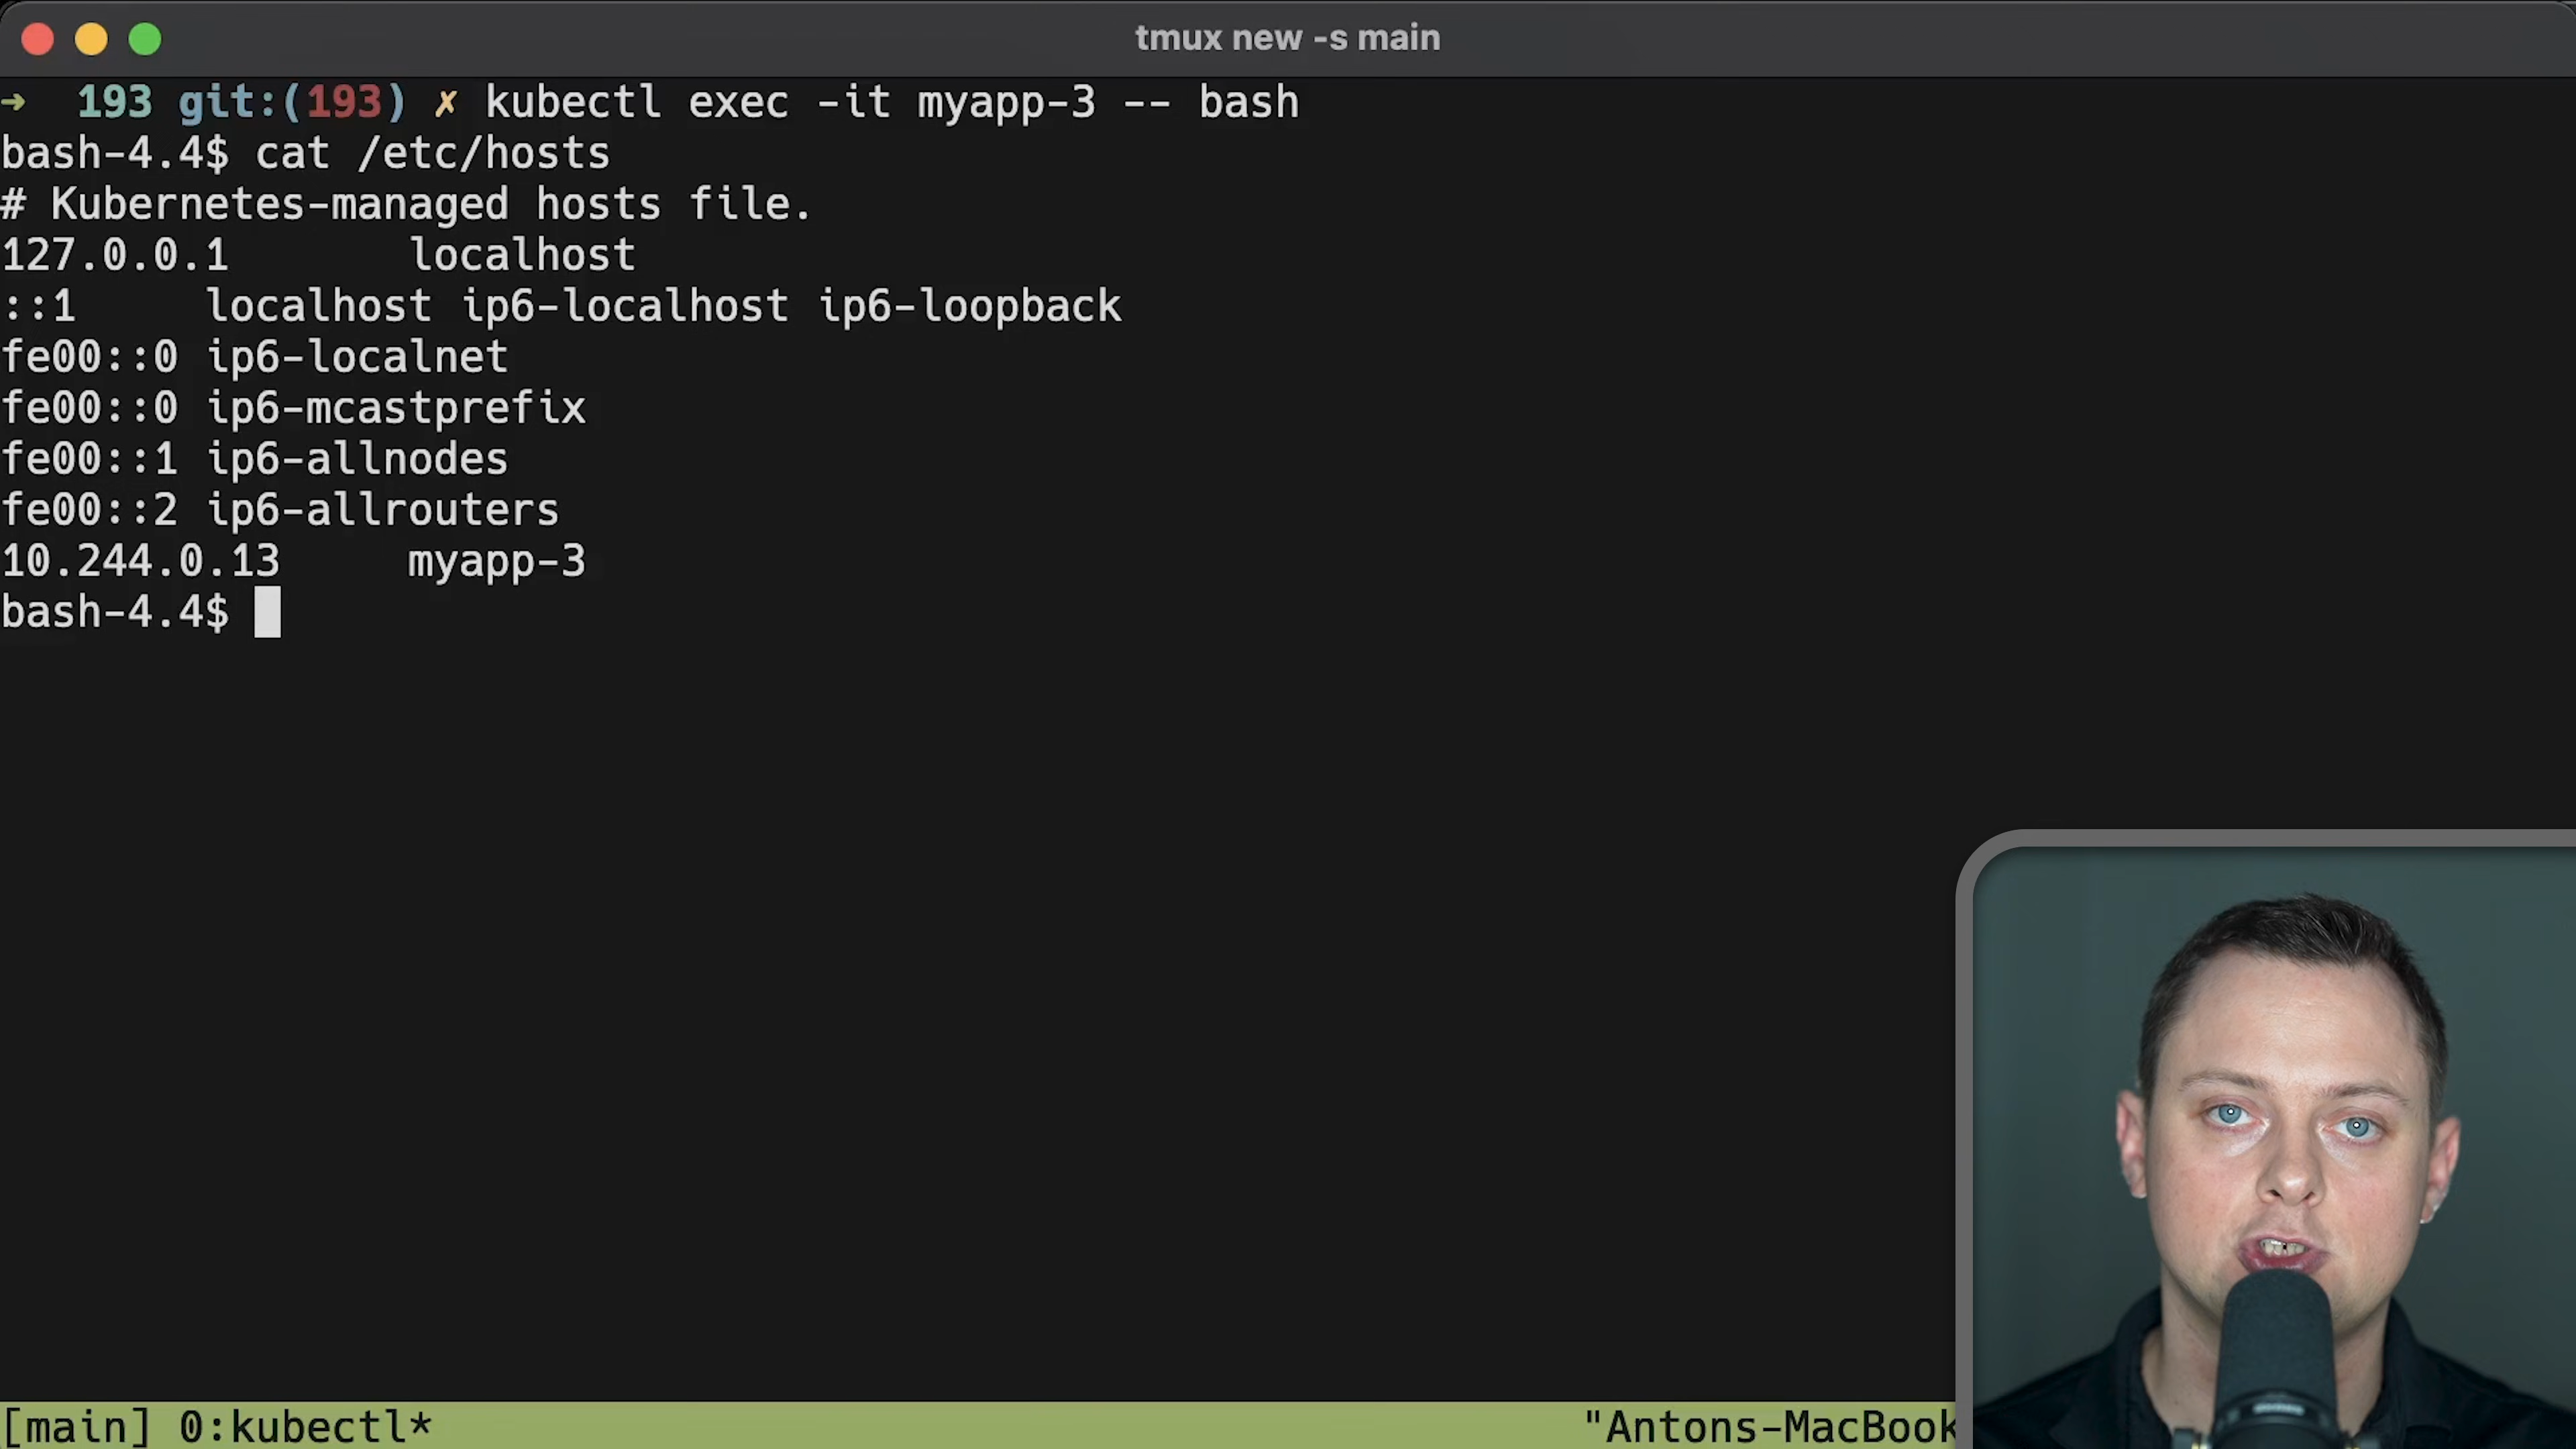 tmux new -s main
➜ 193 git:(193) ✗ kubectl exec -it myapp-3 -- bash
bash-4.4$ cat /etc/hosts
# Kubernetes-managed hosts file.
127.0.0.1 localhost
::1 localhost ip6-localhost ip6-loopback
fe00::0 ip6-localnet
fe00::0 ip6-mcastprefix
fe00::1 ip6-allnodes
fe00::2 ip6-allrouters
10.244.0.13 myapp-3
bash-4.4$
[main] 0:kubectl* "Antons-MacBook